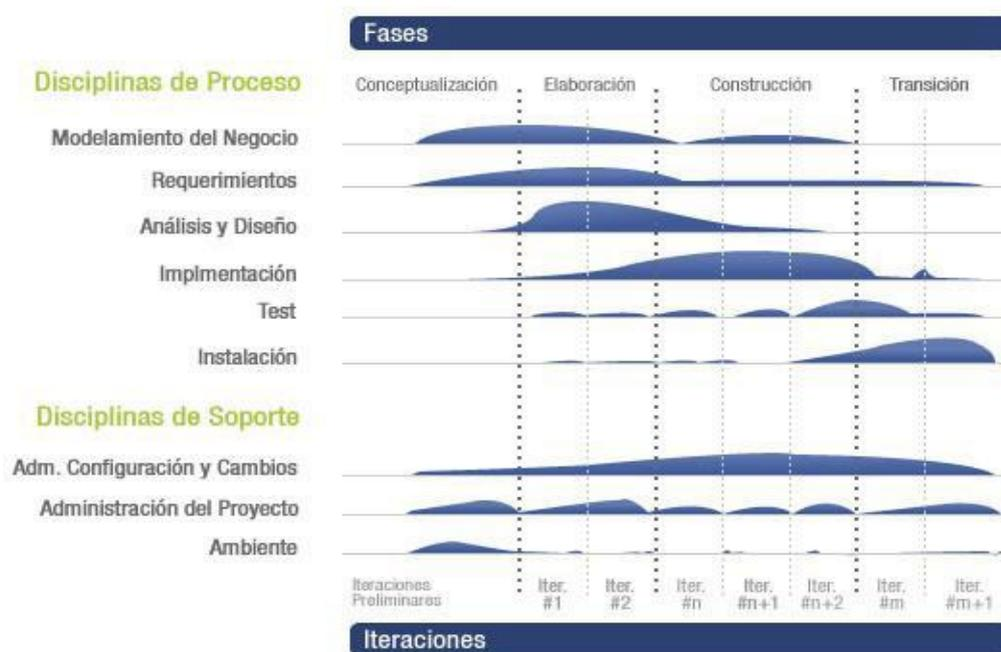 Fases
Disciplinas de Proceso
Conceptualización
Elaboración
Construcción
Transición
Modelamiento del Negocio
Requerimientos
Análisis y Diseño
Implmentación
Test
Instalación
Disciplinas de Soporte
Adm. Configuración y Cambios
Administración del Proyecto
Ambiente
Iteraciones
Preliminares
Iter.
#1
Iter.
#2
Iter.
#n
Iter.
#n+1
Iter.
#n+2
Iter.
#m
Iter.
#m+1
Iteraciones